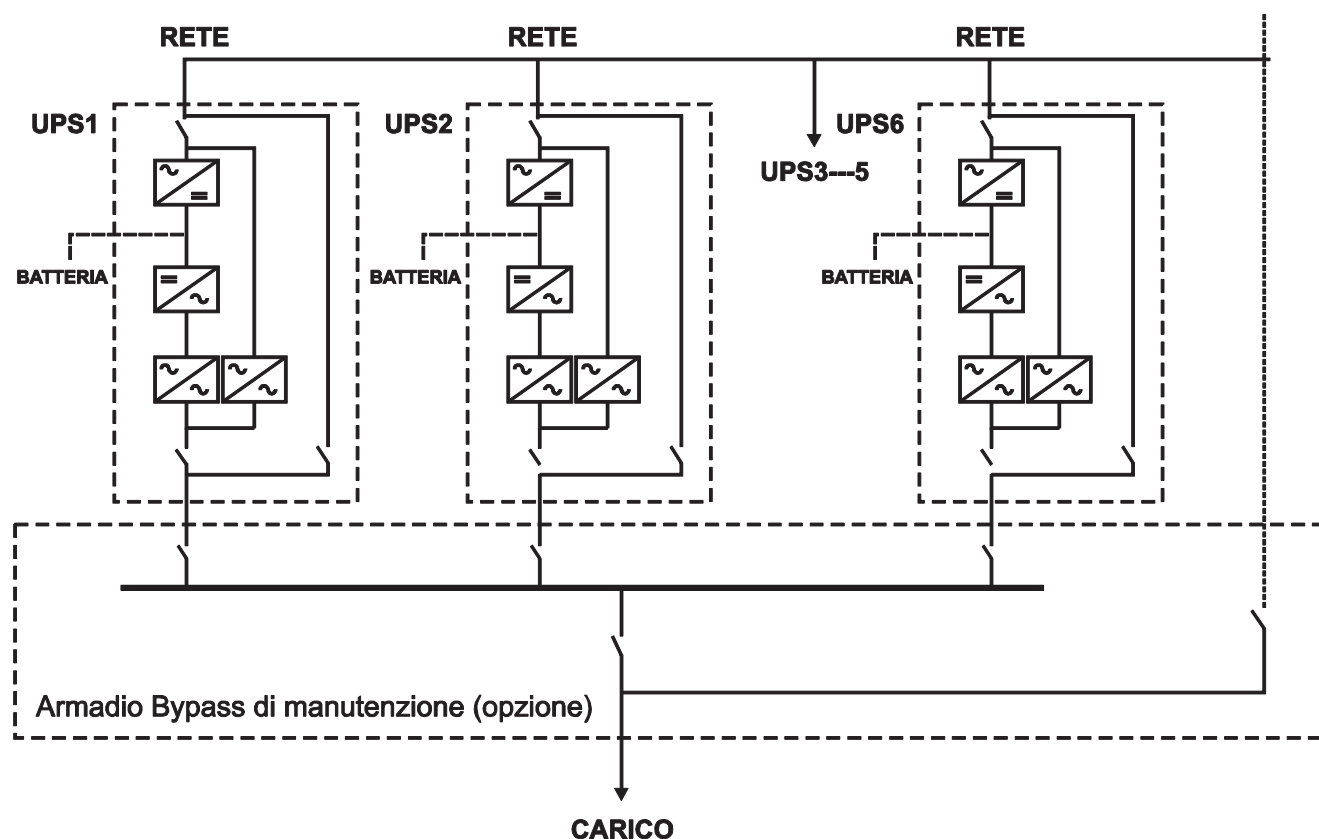 RETE
RETE
RETE
UPS1
UPS2
UPS6
UPS3---5
BATTERIA
BATTERIA
BATTERIA
Armadio Bypass di manutenzione (opzione)
CARICO